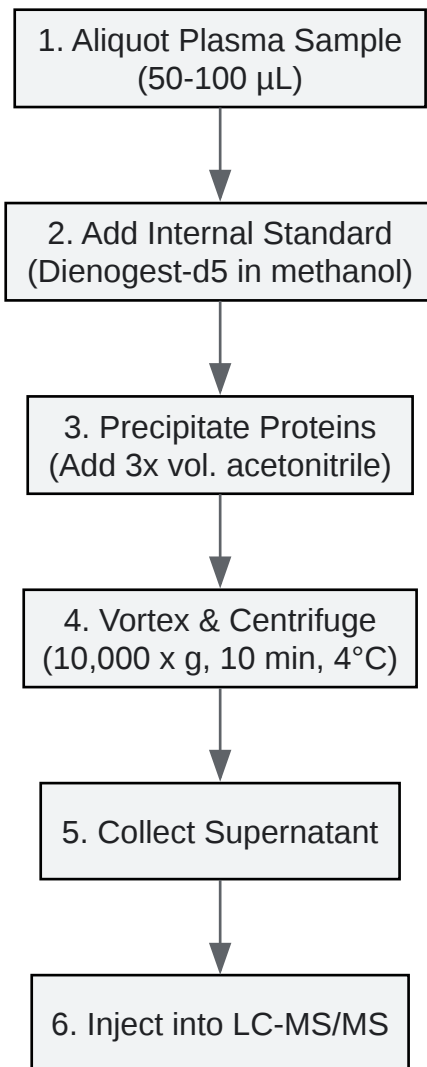 1. Aliquot Plasma Sample
(50-100 µL)
2. Add Internal Standard
(Dienogest-d5 in methanol)
3. Precipitate Proteins
(Add 3x vol. acetonitrile)
4. Vortex & Centrifuge
(10,000 x g, 10 min, 4°C)
5. Collect Supernatant
6. Inject into LC-MS/MS